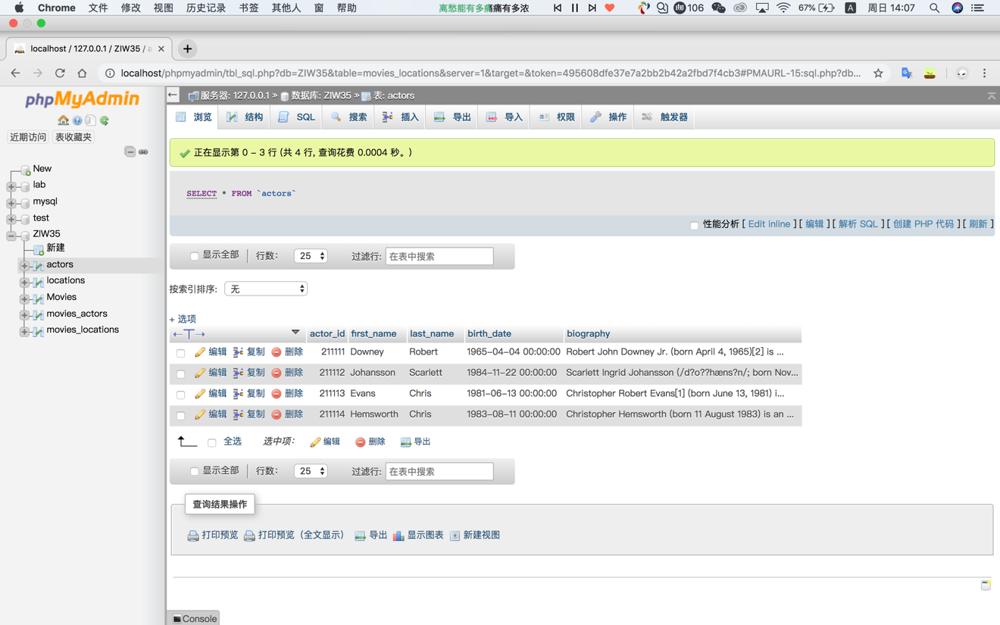 Chrome 文件 修改 视图 历史记录 书签 其他人 窗 帮助 离愁能有多痛痛有多浓 106 67% A 周日 14:07
localhost / 127.0.0.1 / ZIW35 / a
localhost/phpmyadmin/tbl_sql.php?db=ZIW35&table=movies_locations&server=1&target=&token=495608dfe37e7a2bb2b42a2fbd7f4cb3#PMAURL-15:sql.php?db...
phpMyAdmin
近期访问 表收藏夹
New
lab
mysql
test
ZIW35
新建
actors
locations
Movies
movies_actors
movies_locations
服务器: 127.0.0.1 » 数据库: ZIW35 » 表: actors
浏览 结构 SQL 搜索 插入 导出 导入 权限 操作 触发器
正在显示第 0 - 3 行 (共 4 行, 查询花费 0.0004 秒。)
SELECT * FROM `actors`
性能分析 [ Edit inline ] [ 编辑 ] [ 解析 SQL ] [ 创建 PHP 代码 ] [ 刷新 ]
显示全部 行数: 25 过滤行: 在表中搜索
按索引排序: 无
+ 选项
←T→ actor_id first_name last_name birth_date biography
编辑 复制 删除 211111 Downey Robert 1965-04-04 00:00:00 Robert John Downey Jr. (born April 4, 1965)[2] is ...
编辑 复制 删除 211112 Johansson Scarlett 1984-11-22 00:00:00 Scarlett Ingrid Johansson (/d?o??hæns?n/; born Nov...
编辑 复制 删除 211113 Evans Chris 1981-06-13 00:00:00 Christopher Robert Evans[1] (born June 13, 1981) i...
编辑 复制 删除 211114 Hemsworth Chris 1983-08-11 00:00:00 Christopher Hemsworth (born 11 August 1983) is an ...
全选 选中项: 编辑 删除 导出
显示全部 行数: 25 过滤行: 在表中搜索
查询结果操作
打印预览 打印预览（全文显示） 导出 显示图表 新建视图
Console